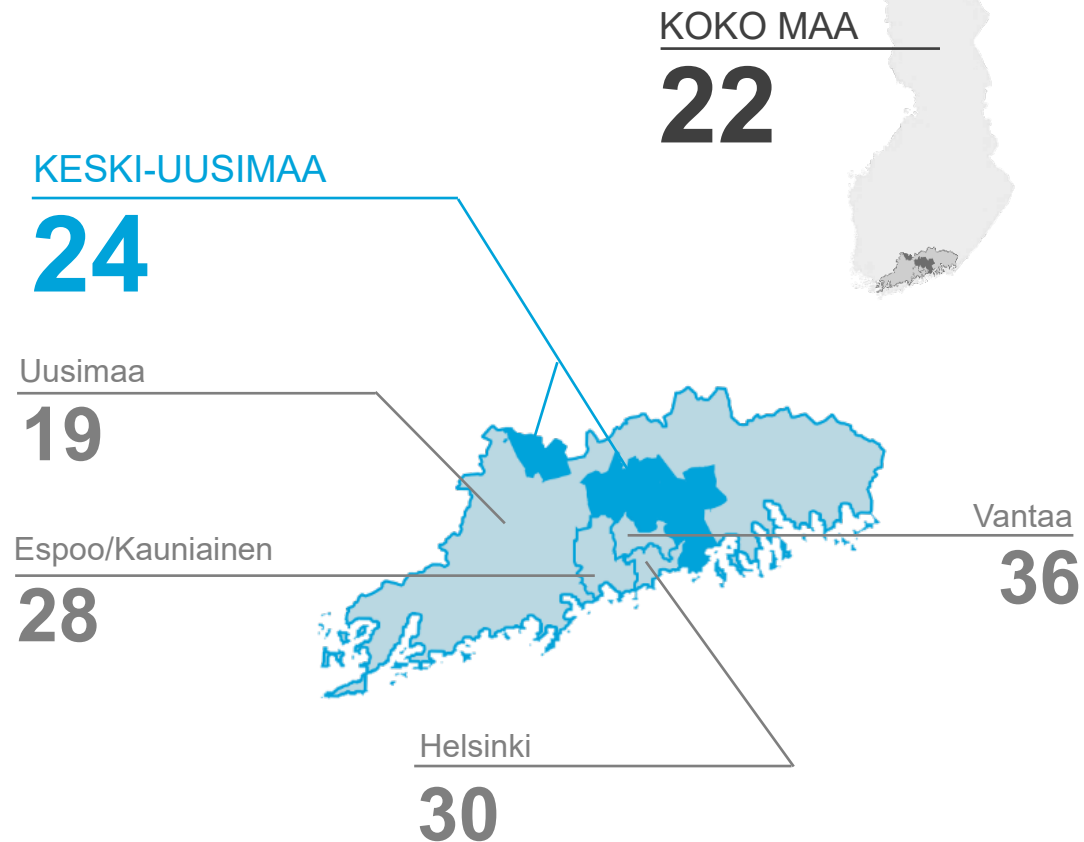 KOKO MAA
22
KESKI-UUSIMAA
24
Uusimaa
19
Espoo/Kauniainen
28
Vantaa
36
Helsinki
30